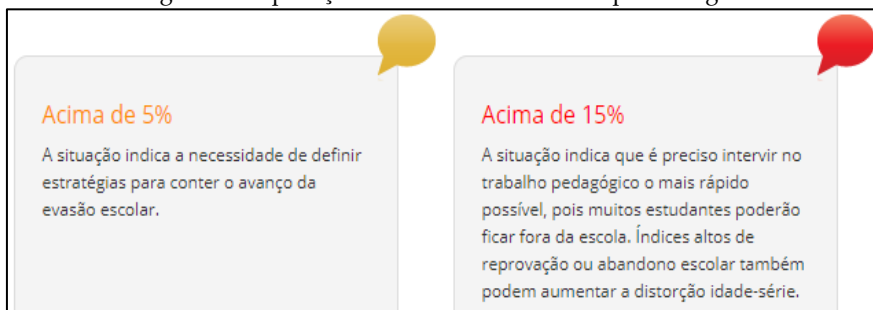 Acima de 5%
A situação indica a necessidade de definir
estratégias para conter o avanço da
evasão escolar.
Acima de 15%
A situação indica que é preciso intervir no
trabalho pedagógico o mais rápido
possível, pois muitos estudantes poderão
ficar fora da escola. Índices altos de
reprovação ou abandono escolar também
podem aumentar a distorção idade-série.